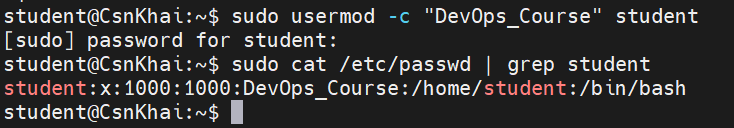 student@CsnKhai:~$ sudo usermod -c "DevOps_Course" student
[sudo] password for student:
student@CsnKhai:~$ sudo cat /etc/passwd | grep student
student:x:1000:1000:DevOps_Course:/home/student:/bin/bash
student@CsnKhai:~$